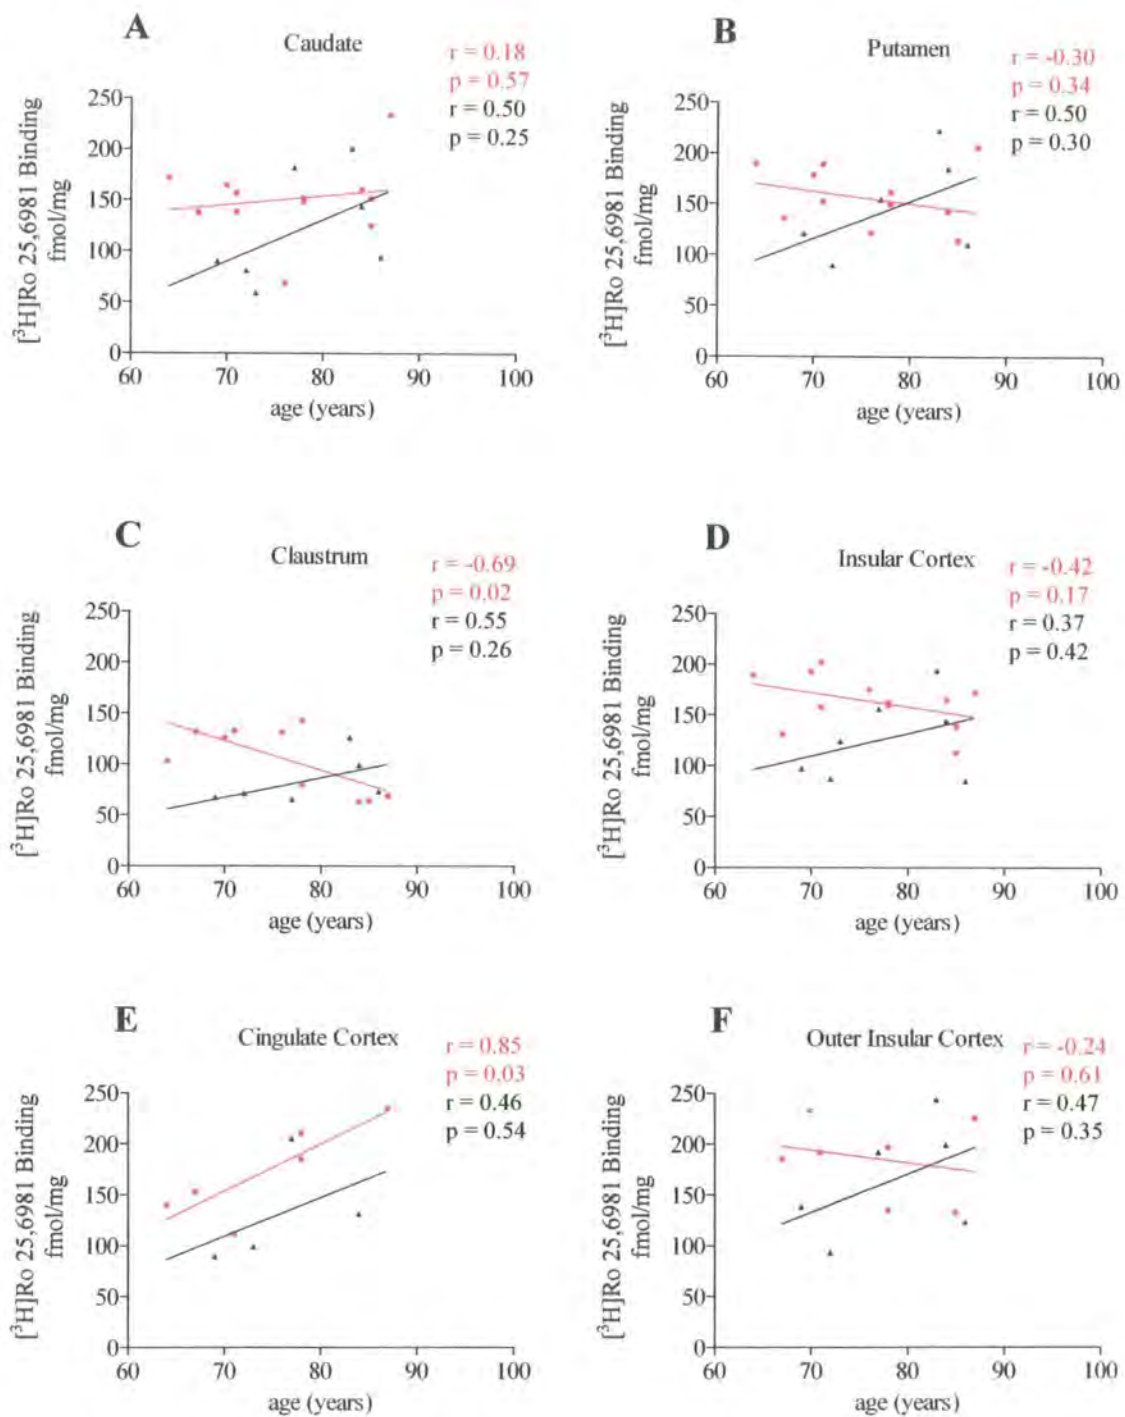 A
Caudate
r = 0.18
p = 0.57
r = 0.50
p = 0.25
[³H]Ro 25,6981 Binding
fmol/mg
250
200
150
100
50
0
60 70 80 90 100
age (years)
B
Putamen
r = -0.30
p = 0.34
r = 0.50
p = 0.30
[³H]Ro 25,6981 Binding
fmol/mg
250
200
150
100
50
0
60 70 80 90 100
age (years)
C
Claustrum
r = -0.69
p = 0.02
r = 0.55
p = 0.26
[³H]Ro 25,6981 Binding
fmol/mg
250
200
150
100
50
0
60 70 80 90 100
age (years)
D
Insular Cortex
r = -0.42
p = 0.17
r = 0.37
p = 0.42
[³H]Ro 25,6981 Binding
fmol/mg
250
200
150
100
50
0
60 70 80 90 100
age (years)
E
Cingulate Cortex
r = 0.85
p = 0.03
r = 0.46
p = 0.54
[³H]Ro 25,6981 Binding
fmol/mg
250
200
150
100
50
0
60 70 80 90 100
age (years)
F
Outer Insular Cortex
r = -0.24
p = 0.61
r = 0.47
p = 0.35
[³H]Ro 25,6981 Binding
fmol/mg
250
200
150
100
50
0
60 70 80 90 100
age (years)